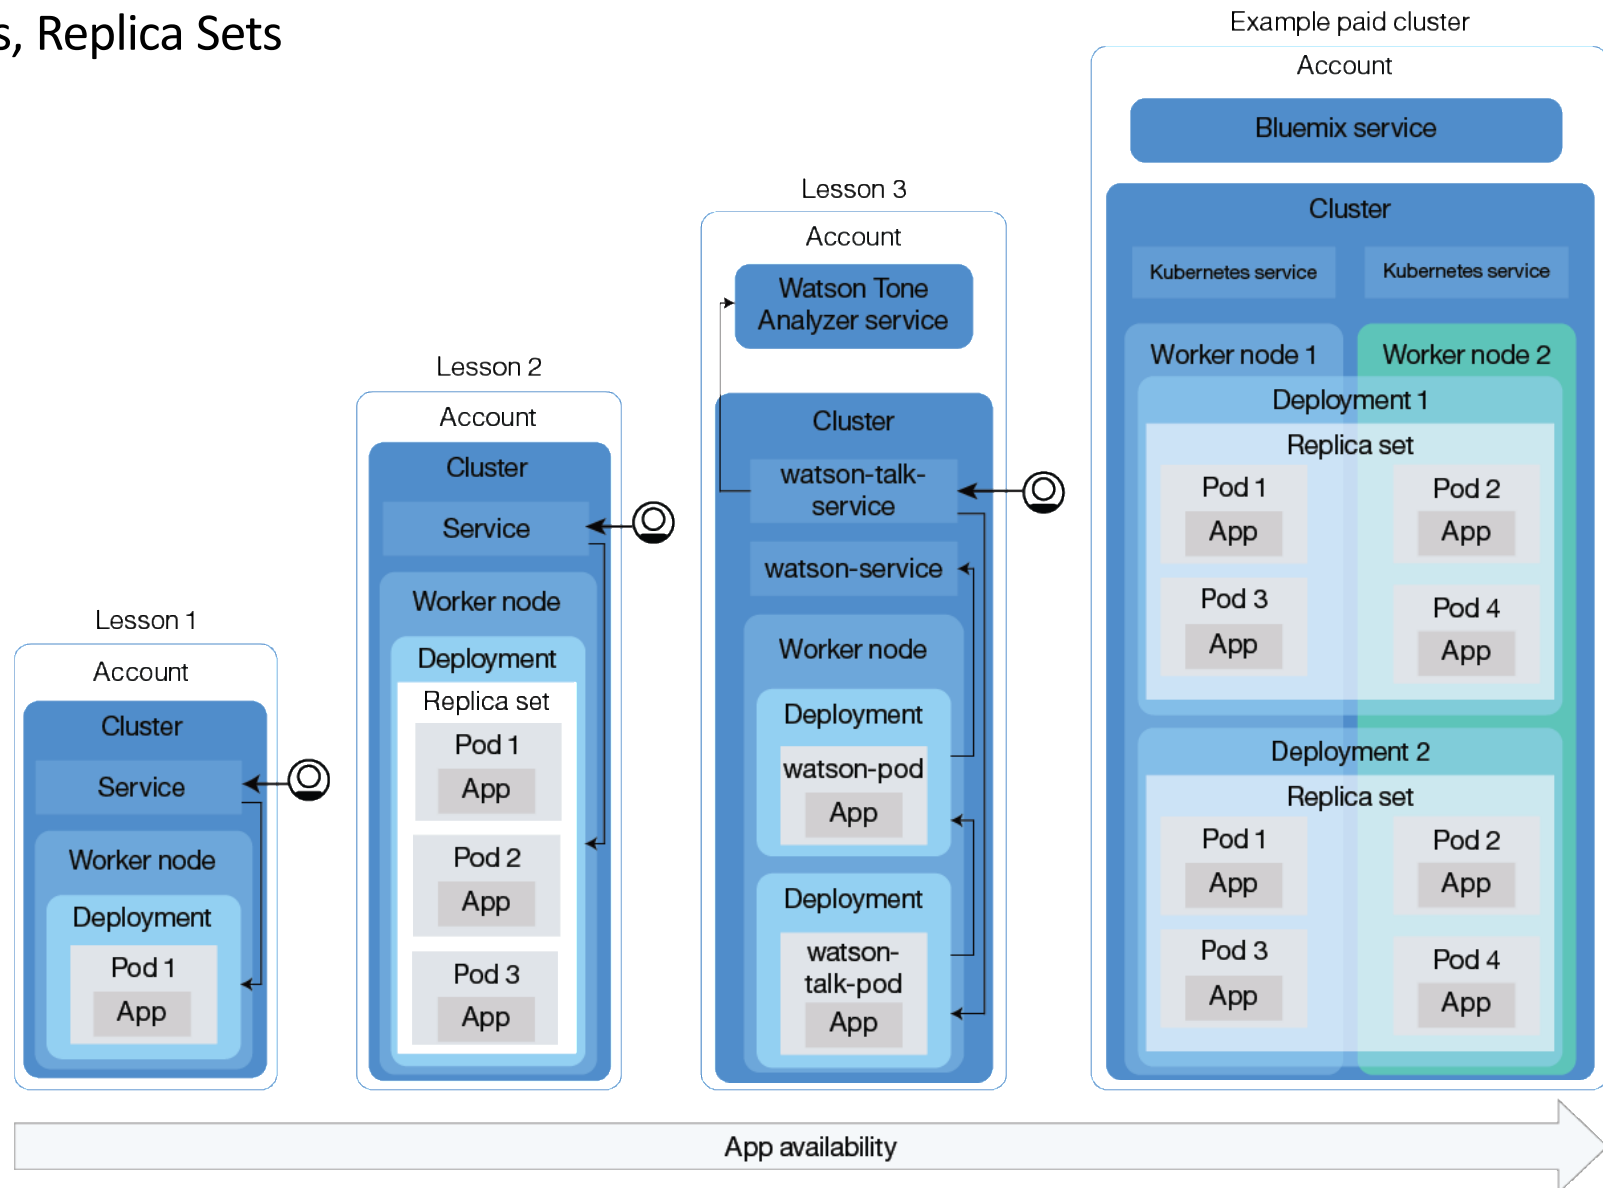 s, Replica Sets
Lesson 1
Account
Cluster
Service
Worker node
Deployment
Pod 1
App
Lesson 2
Account
Cluster
Service
Worker node
Deployment
Replica set
Pod 1
App
Pod 2
App
Pod 3
App
Lesson 3
Account
Watson Tone
Analyzer service
Cluster
watson-talk-
service
watson-service
Worker node
Deployment
watson-pod
App
Deployment
watson-
talk-pod
App
Example paid cluster
Account
Bluemix service
Cluster
Kubernetes service
Kubernetes service
Worker node 1
Worker node 2
Deployment 1
Replica set
Pod 1
App
Pod 2
App
Pod 3
App
Pod 4
App
Deployment 2
Replica set
Pod 1
App
Pod 2
App
Pod 3
App
Pod 4
App
App availability